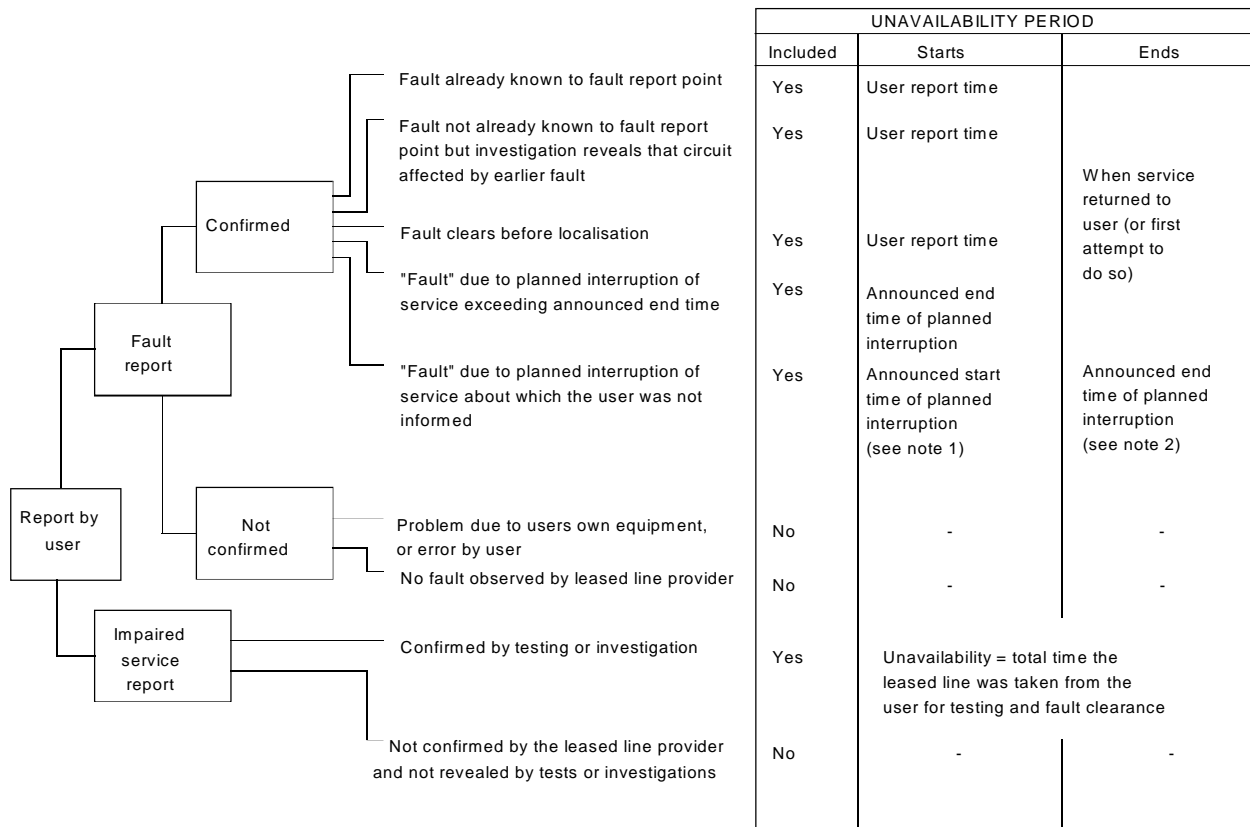 UNAVAILABILITY PERIOD
Included Starts Ends
Fault already known to fault report point
Yes User report time
Fault not already known to fault report
point but investigation reveals that circuit
affected by earlier fault
Yes User report time
When service
returned to
user (or first
attempt to
do so)
Confirmed
Fault clears before localisation
Yes User report time
"Fault" due to planned interruption of
service exceeding announced end time
Yes Announced end
time of planned
interruption
Fault
report
"Fault" due to planned interruption of
service about which the user was not
informed
Yes Announced start
time of planned
interruption
(see note 1)
Announced end
time of planned
interruption
(see note 2)
Report by
user
Not
confirmed
Problem due to users own equipment,
or error by user
No - -
No fault observed by leased line provider
No - -
Impaired
service
report
Confirmed by testing or investigation
Yes Unavailability = total time the
leased line was taken from the
user for testing and fault clearance
Not confirmed by the leased line provider
and not revealed by tests or investigations
No - -